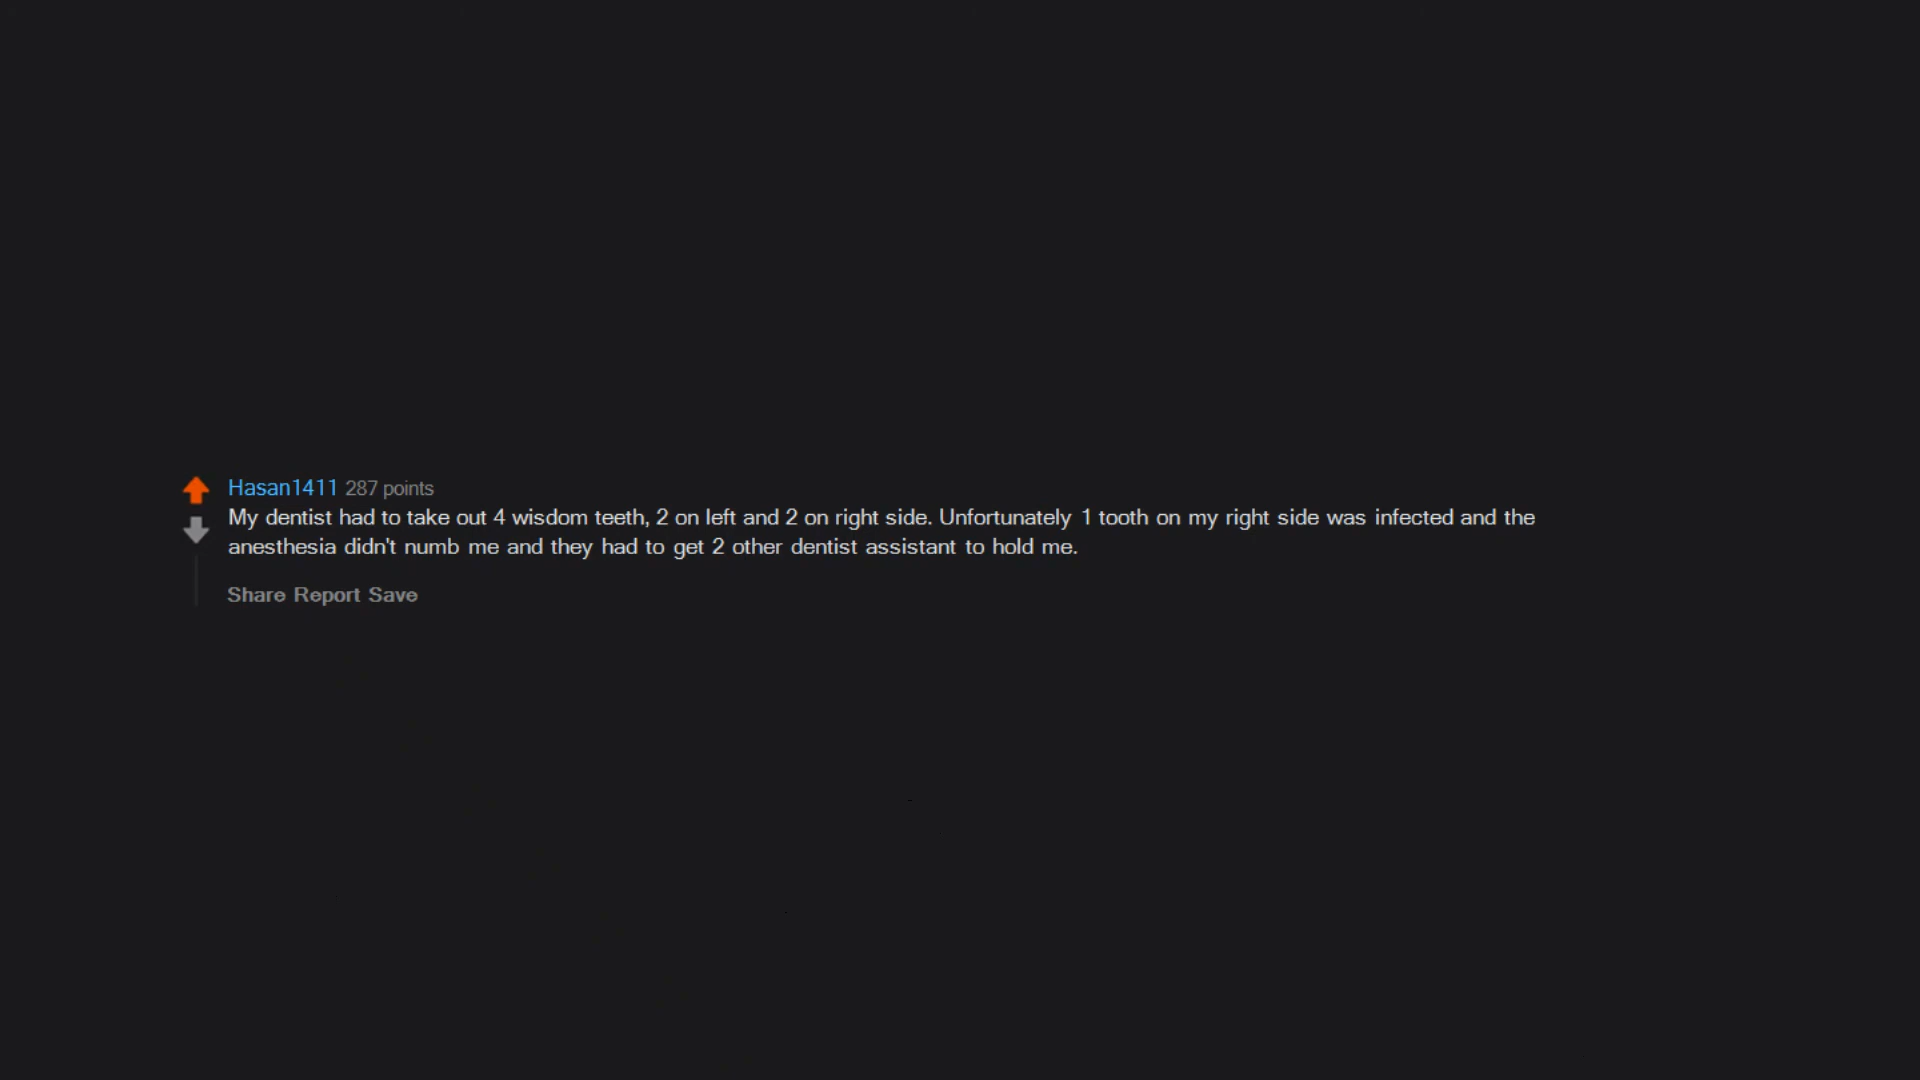 Hasan1411 287 points
My dentist had to take out 4 wisdom teeth, 2 on left and 2 on right side. Unfortunately 1 tooth on my right side was infected and the
anesthesia didn't numb me and they had to get 2 other dentist assistant to hold me.
Share Report Save